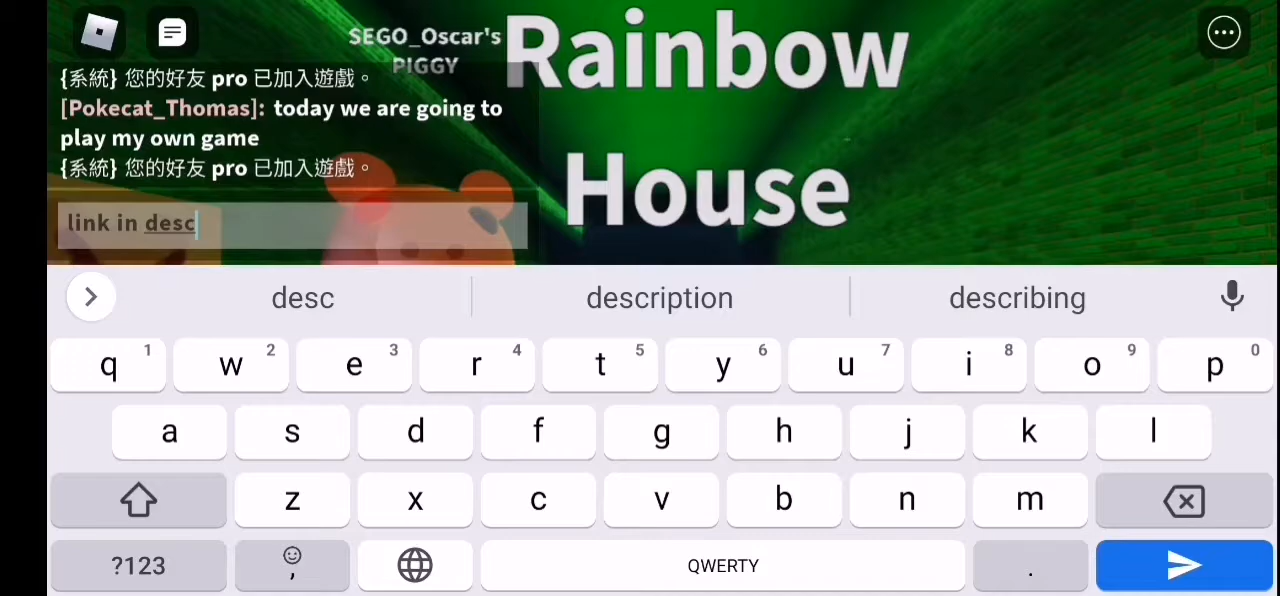 SEGO_Oscar's
PIGGY
Rainbow
House
{系統} 您的好友 pro 已加入遊戲。
[Pokecat_Thomas]: today we are going to
play my own game
{系統} 您的好友 pro 已加入遊戲。
link in desc
desc description describing
q 1 w 2 e 3 r 4 t 5 y 6 u 7 i 8 o 9 p 0
a s d f g h j k l
z x c v b n m
?123 , QWERTY .